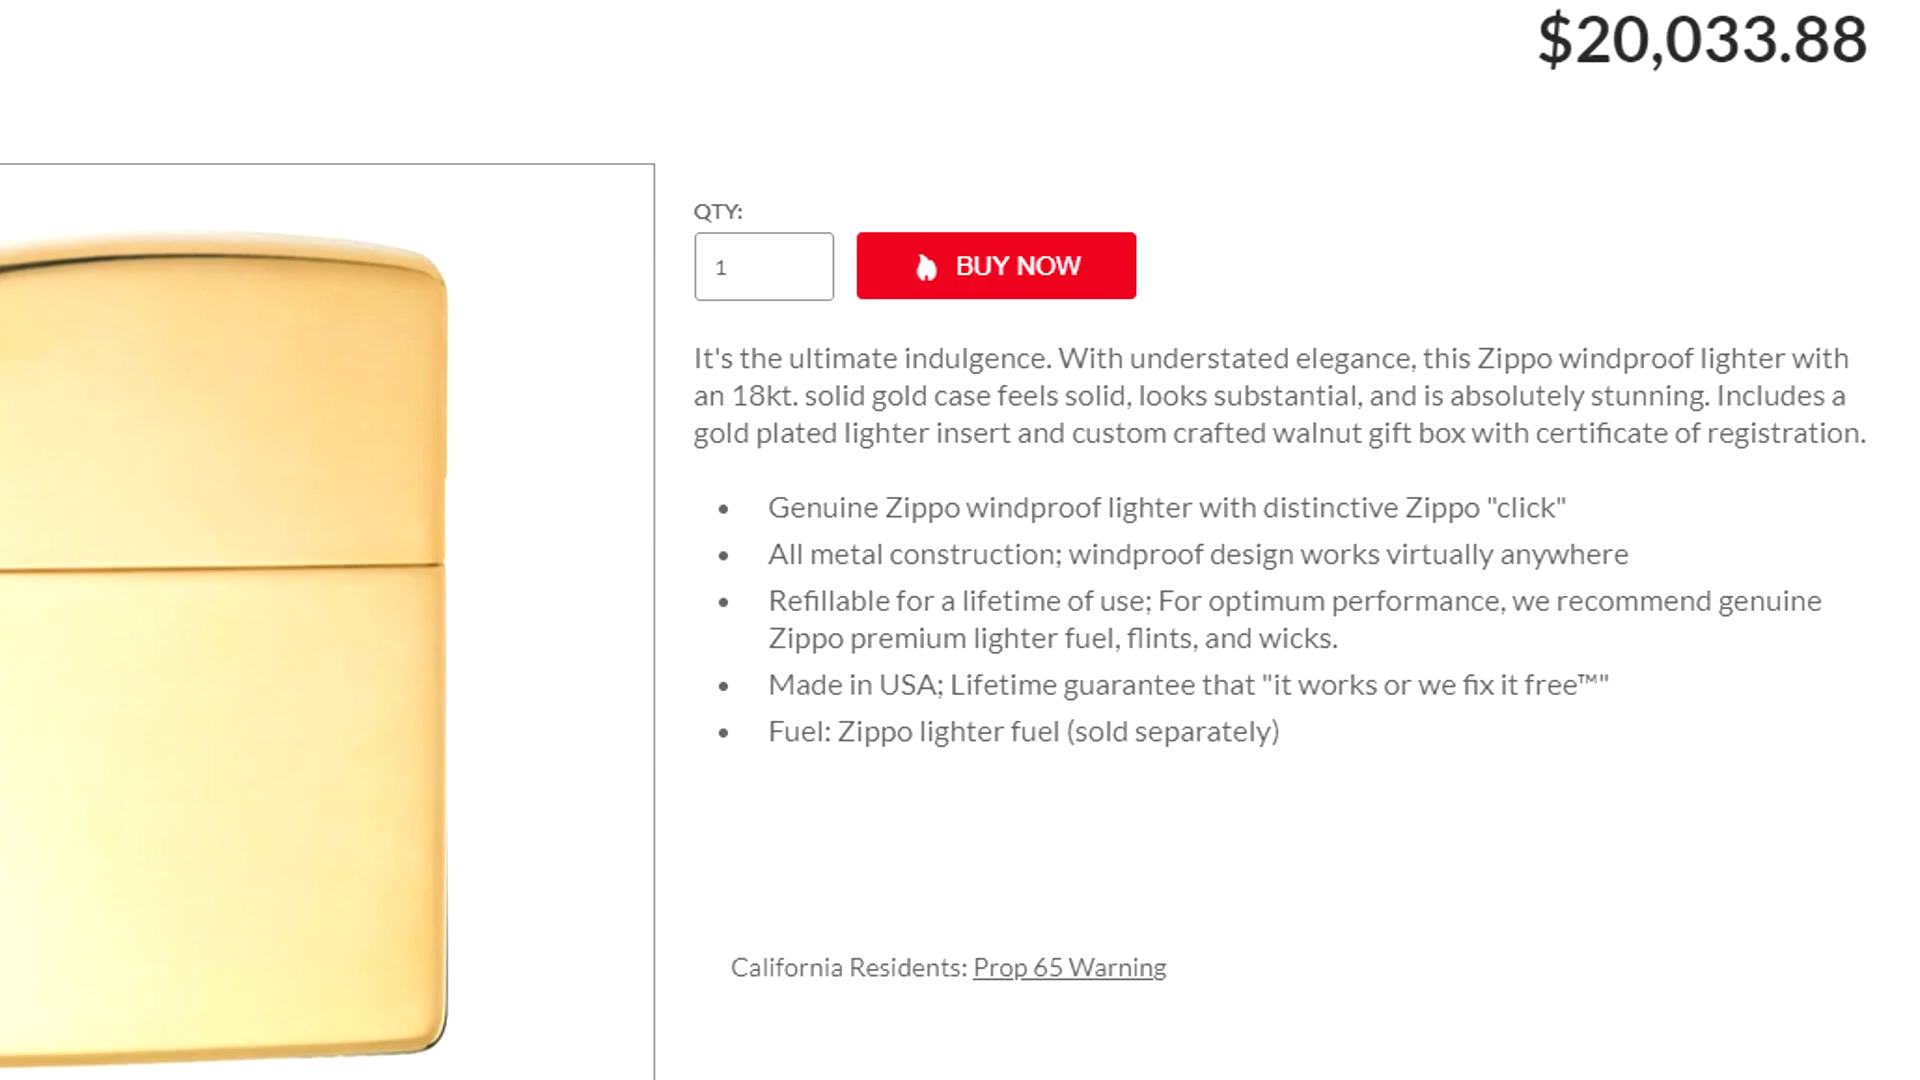 $20,033.88
QTY:
1
BUY NOW
It's the ultimate indulgence. With understated elegance, this Zippo windproof lighter with
an 18kt. solid gold case feels solid, looks substantial, and is absolutely stunning. Includes a
gold plated lighter insert and custom crafted walnut gift box with certificate of registration.
• Genuine Zippo windproof lighter with distinctive Zippo "click"
• All metal construction; windproof design works virtually anywhere
• Refillable for a lifetime of use; For optimum performance, we recommend genuine
Zippo premium lighter fuel, flints, and wicks.
• Made in USA; Lifetime guarantee that "it works or we fix it free™"
• Fuel: Zippo lighter fuel (sold separately)
California Residents: Prop 65 Warning